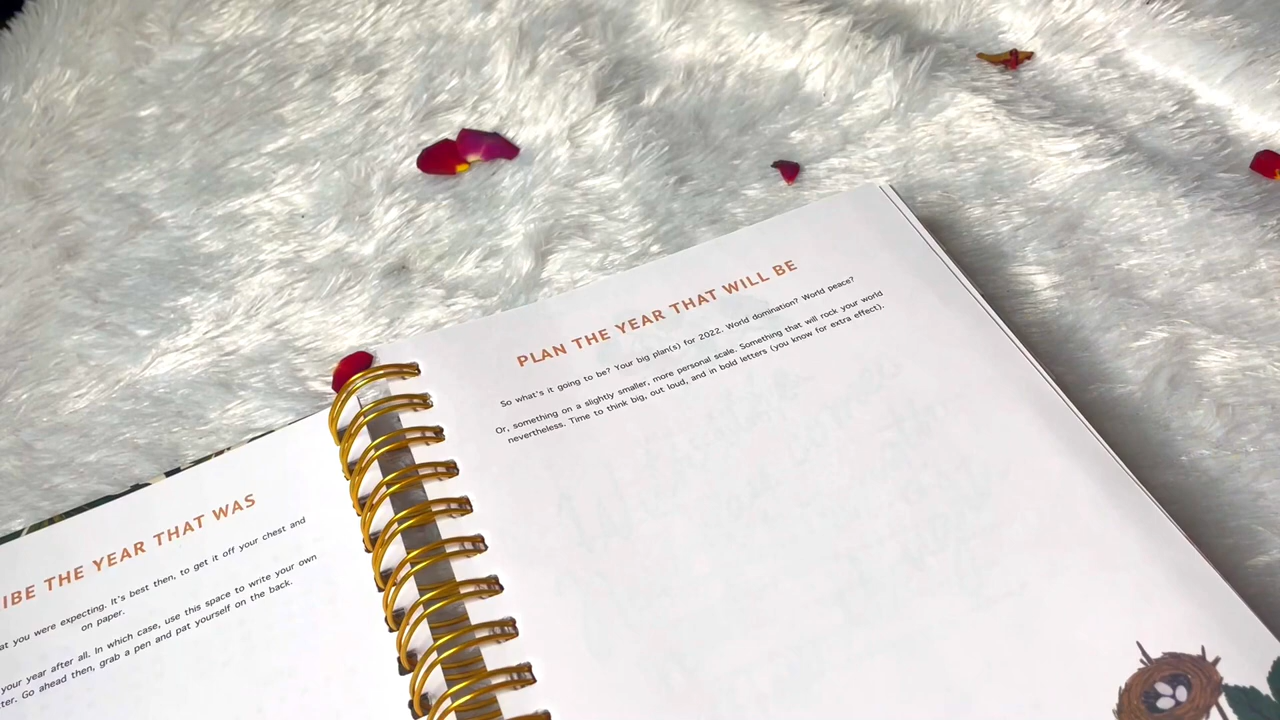 IBE THE YEAR THAT WAS
at you were expecting. It's best then, to get it off your chest and
on paper.
your year after all. In which case, use this space to write your own
ter. Go ahead then, grab a pen and pat yourself on the back.
PLAN THE YEAR THAT WILL BE
So what's it going to be? Your big plan(s) for 2022. World domination? World peace?
Or, something on a slightly smaller, more personal scale. Something that will rock your world
nevertheless. Time to think big, out loud, and in bold letters (you know for extra effect).